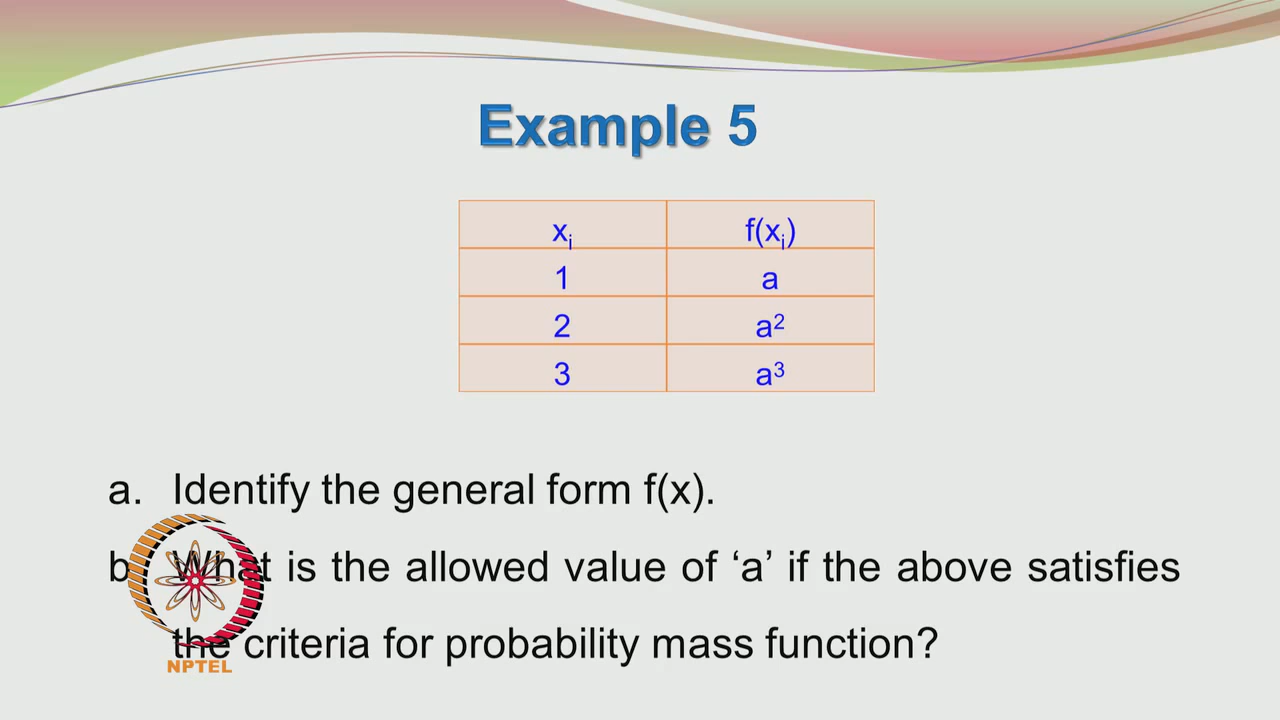 Example 5
xᵢ f(xᵢ)
1 a
2 a²
3 a³
a. Identify the general form f(x).
b. What is the allowed value of ‘a’ if the above satisfies
the criteria for probability mass function?
NPTEL